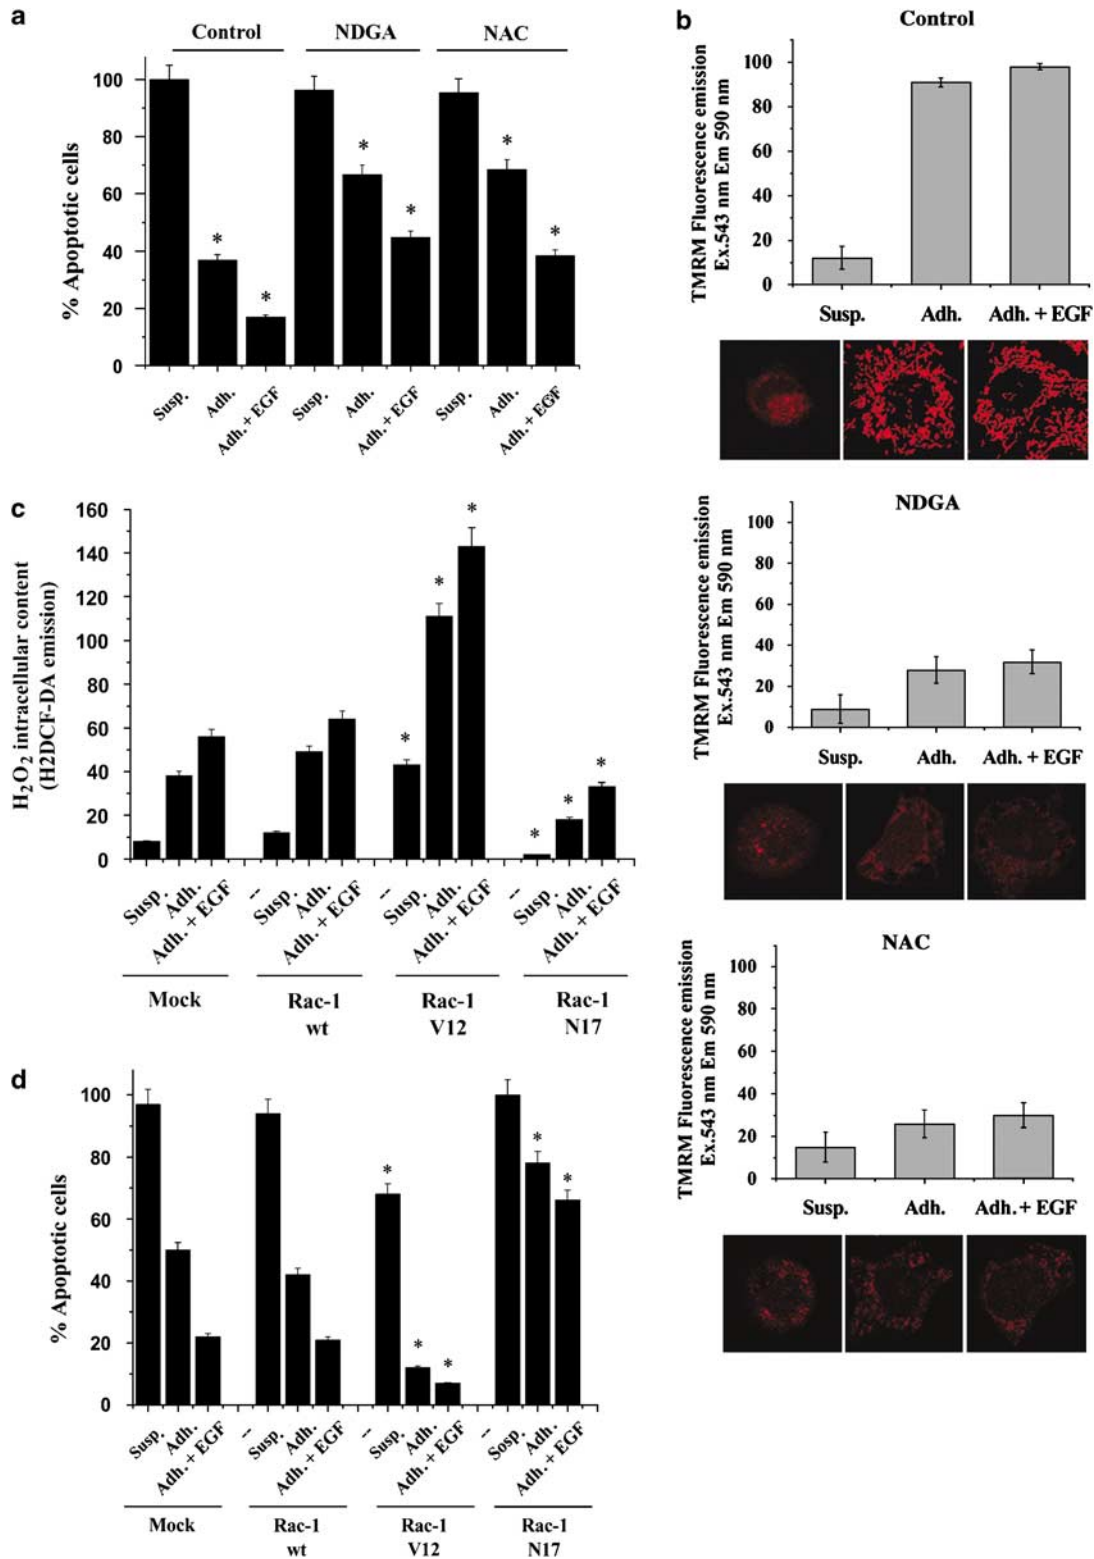 a
Control NDGA NAC
% Apoptotic cells
100
80
60
40
20
0
* * * * * *
Susp. Adh. Adh. + EGF Susp. Adh. Adh. + EGF Susp. Adh. Adh. + EGF
b
Control
TMRM Fluorescence emission
Ex.543 nm Em 590 nm
100
80
60
40
20
0
Susp. Adh. Adh. + EGF
NDGA
TMRM Fluorescence emission
Ex.543 nm Em 590 nm
100
80
60
40
20
0
Susp. Adh. Adh. + EGF
NAC
TMRM Fluorescence emission
Ex.543 nm Em 590 nm
100
80
60
40
20
0
Susp. Adh. Adh. + EGF
c
H2O2 intracellular content
(H2DCF-DA emission)
160
140
120
100
80
60
40
20
0
* * * * * *
Susp. Adh. Adh. + EGF -- Susp. Adh. Adh. + EGF -- Susp. Adh. Adh. + EGF -- Susp. Adh. Adh. + EGF
Mock Rac-1 Rac-1 Rac-1
wt V12 N17
d
% Apoptotic cells
100
80
60
40
20
0
* * * * *
Susp. Adh. Adh. + EGF -- Susp. Adh. Adh. + EGF -- Susp. Adh. Adh. + EGF -- Sosp. Adh. Adh. + EGF
Mock Rac-1 Rac-1 Rac-1
wt V12 N17